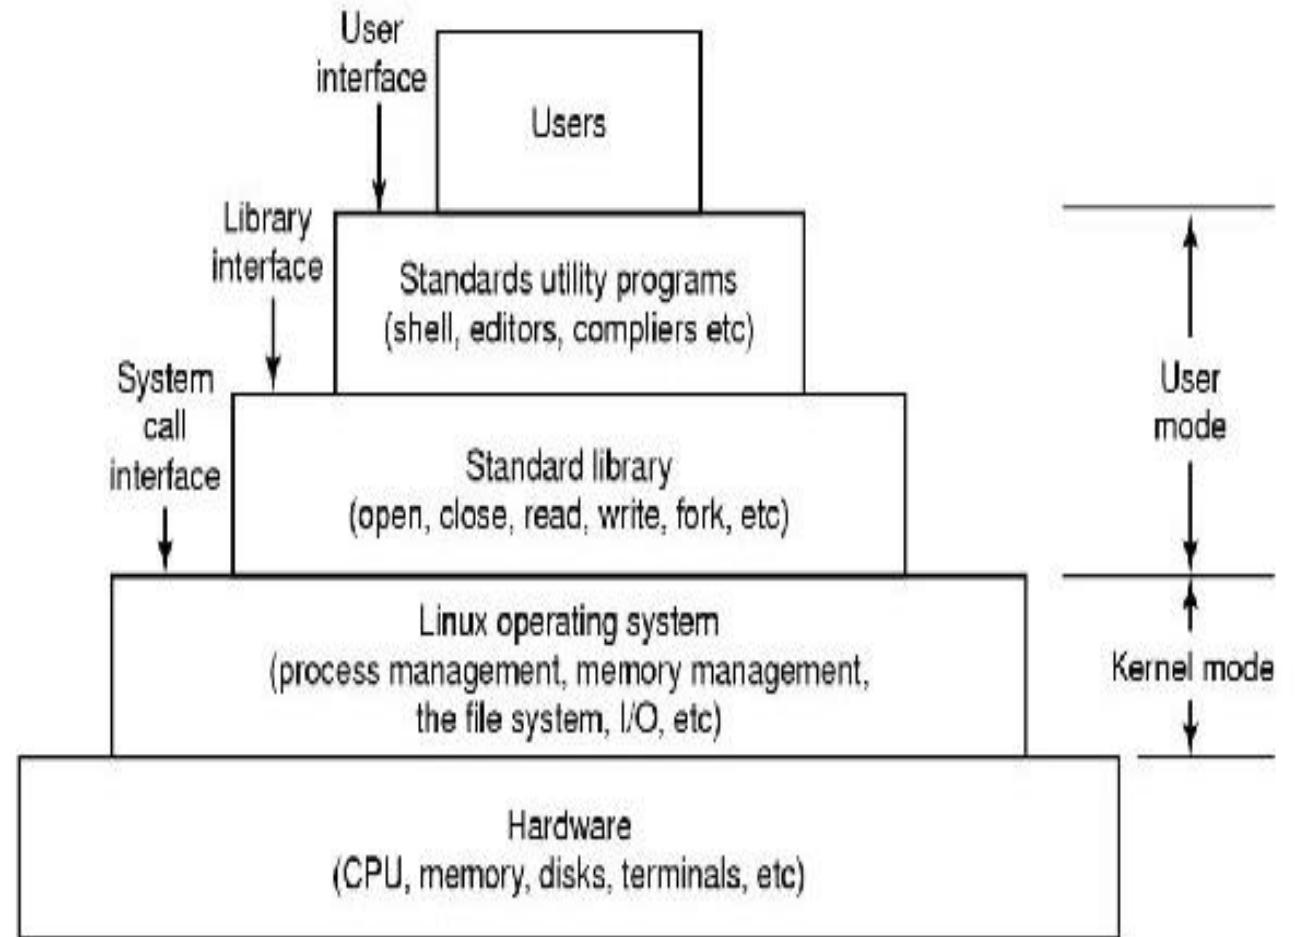 User
interface
Users
Library
interface
Standards utility programs
(shell, editors, compliers etc)
System
call
interface
User
mode
Standard library
(open, close, read, write, fork, etc)
Linux operating system
(process management, memory management,
the file system, I/O, etc)
Kernel mode
Hardware
(CPU, memory, disks, terminals, etc)